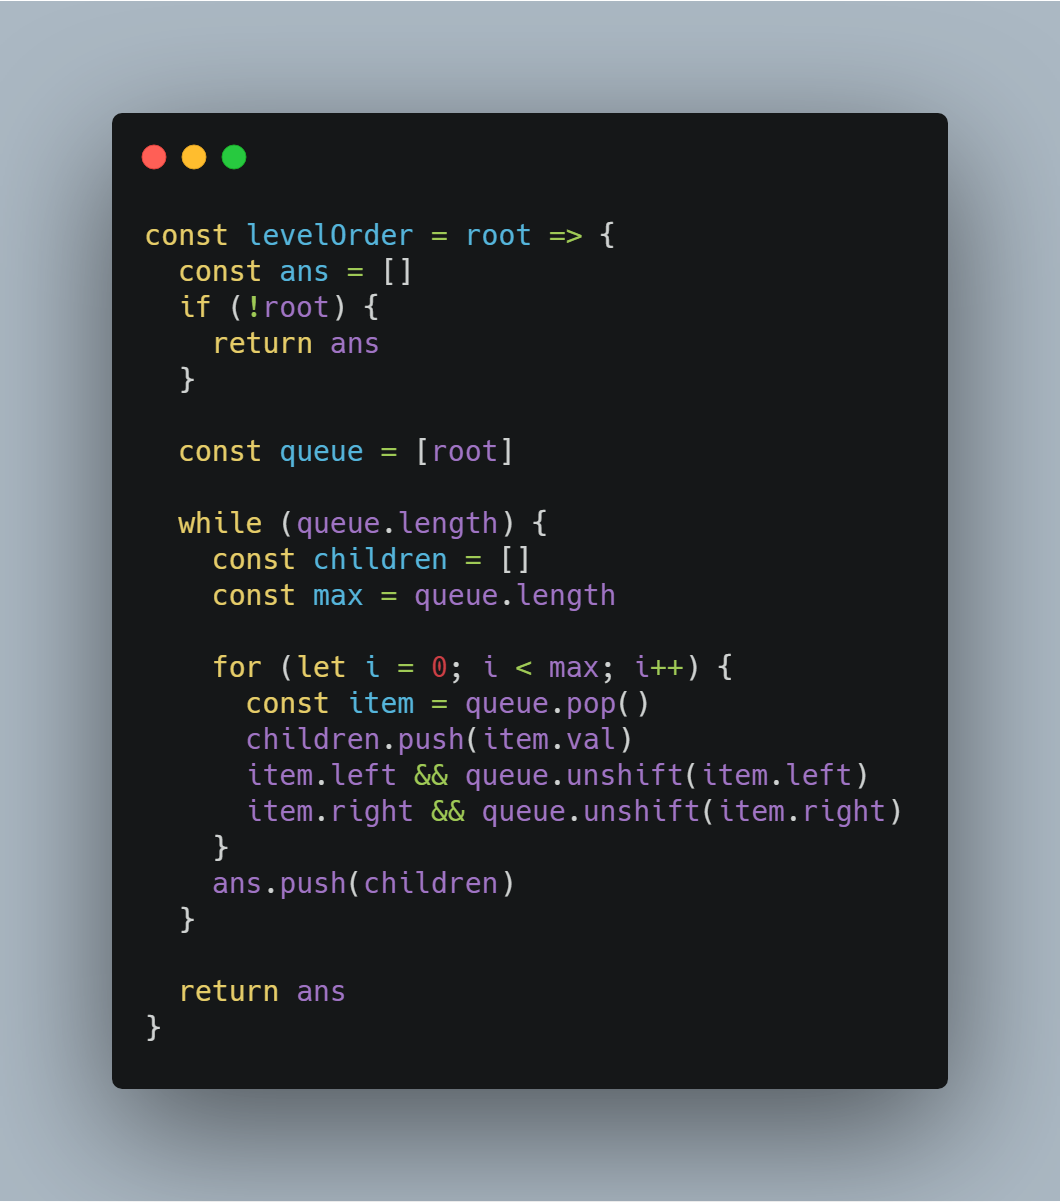 const levelOrder = root => {
  const ans = []
  if (!root) {
    return ans
  }

  const queue = [root]

  while (queue.length) {
    const children = []
    const max = queue.length

    for (let i = 0; i < max; i++) {
      const item = queue.pop()
      children.push(item.val)
      item.left && queue.unshift(item.left)
      item.right && queue.unshift(item.right)
    }
    ans.push(children)
  }

  return ans
}